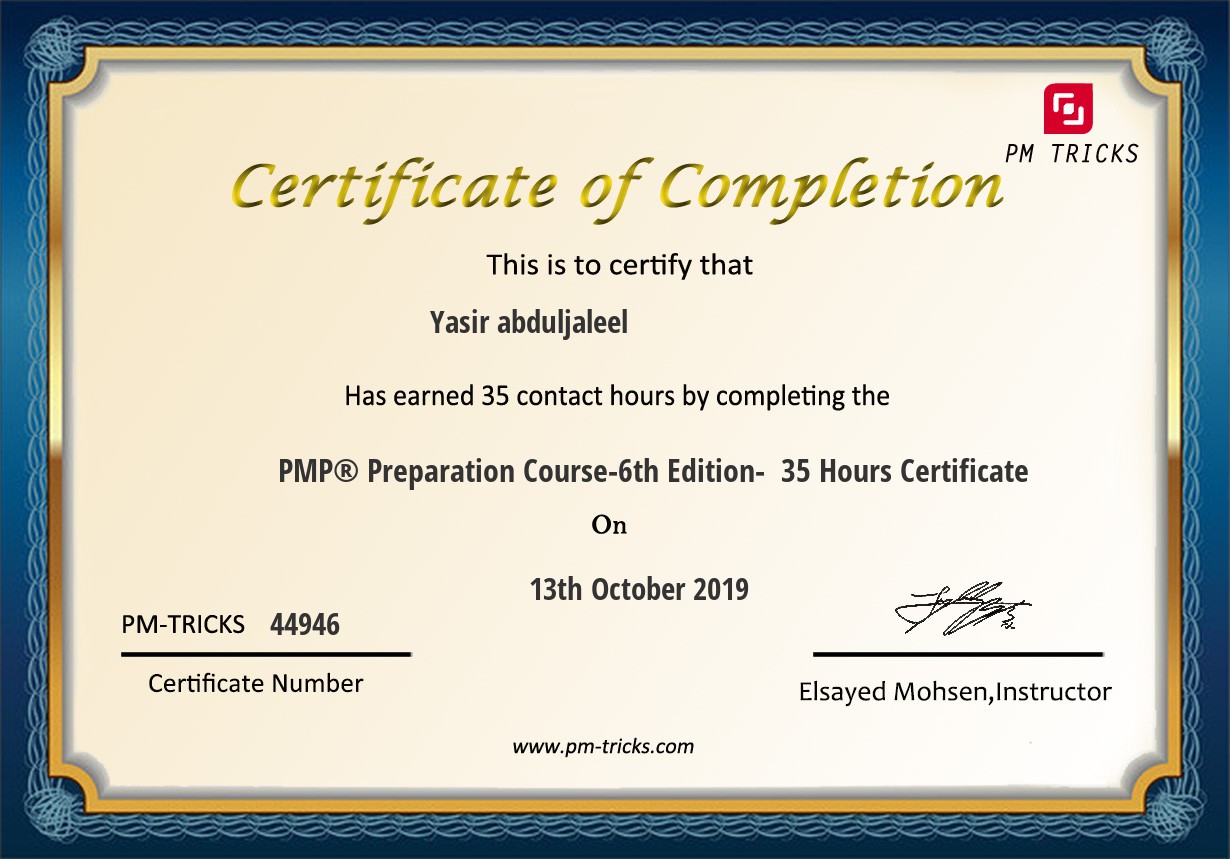 PM TRICKS
Certificate of Completion
This is to certify that
Yasir abduljaleel
Has earned 35 contact hours by completing the
PMP® Preparation Course-6th Edition- 35 Hours Certificate
On
13th October 2019
PM-TRICKS 44946
Certificate Number
Elsayed Mohsen,Instructor
www.pm-tricks.com